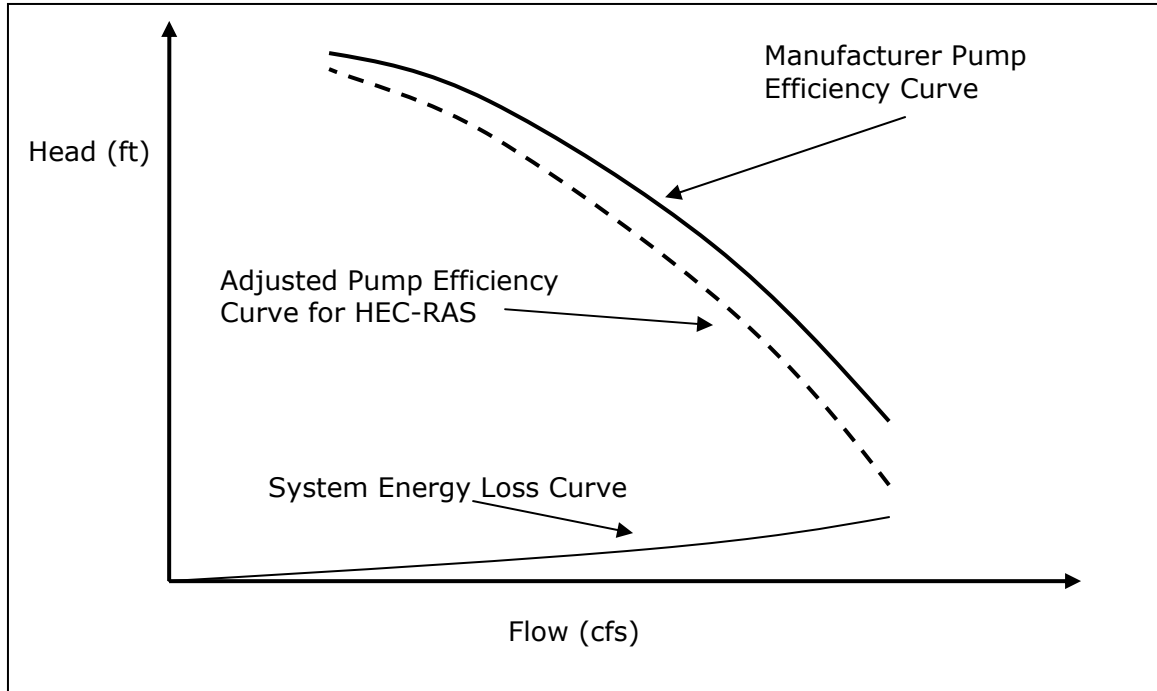 Manufacturer Pump
Efficiency Curve
Head (ft)
Adjusted Pump Efficiency
Curve for HEC-RAS
System Energy Loss Curve
Flow (cfs)